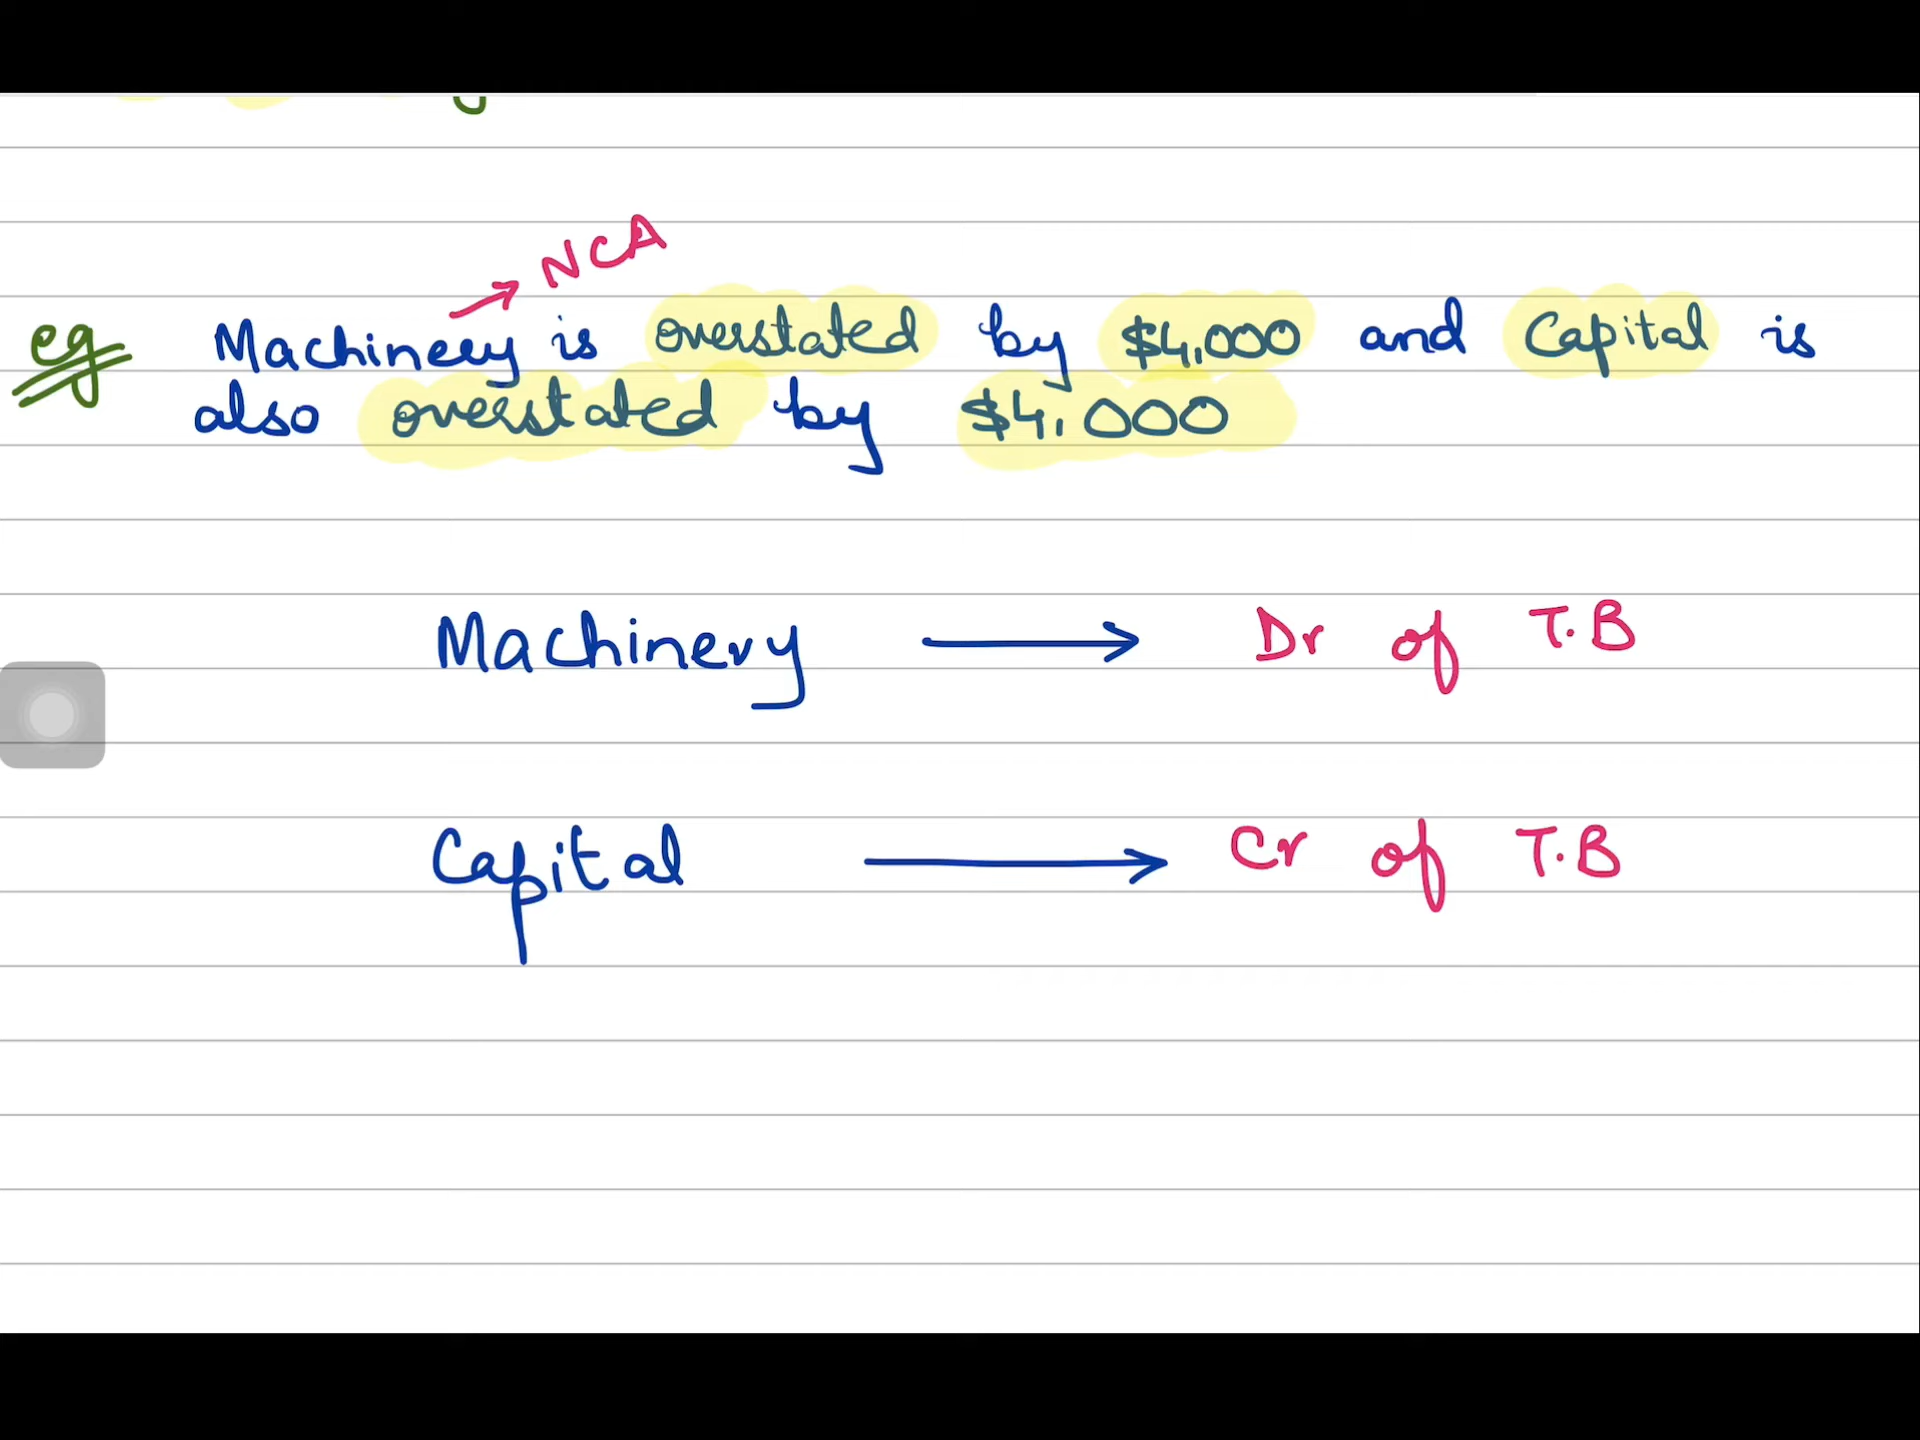 NCA
eg Machinery is overstated by $4,000 and Capital is
also overstated by $4,000
Machinery → Dr of T.B
Capital → Cr of T.B